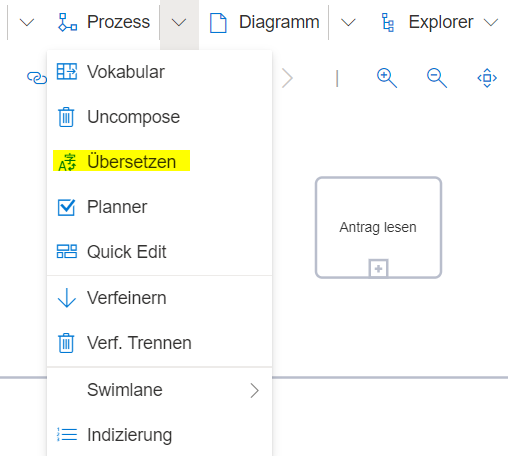 Prozess
Diagramm
Explorer
Vokabular
Uncompose
Übersetzen
Planner
Quick Edit
Verfeinern
Verf. Trennen
Swimlane
Indizierung
Antrag lesen